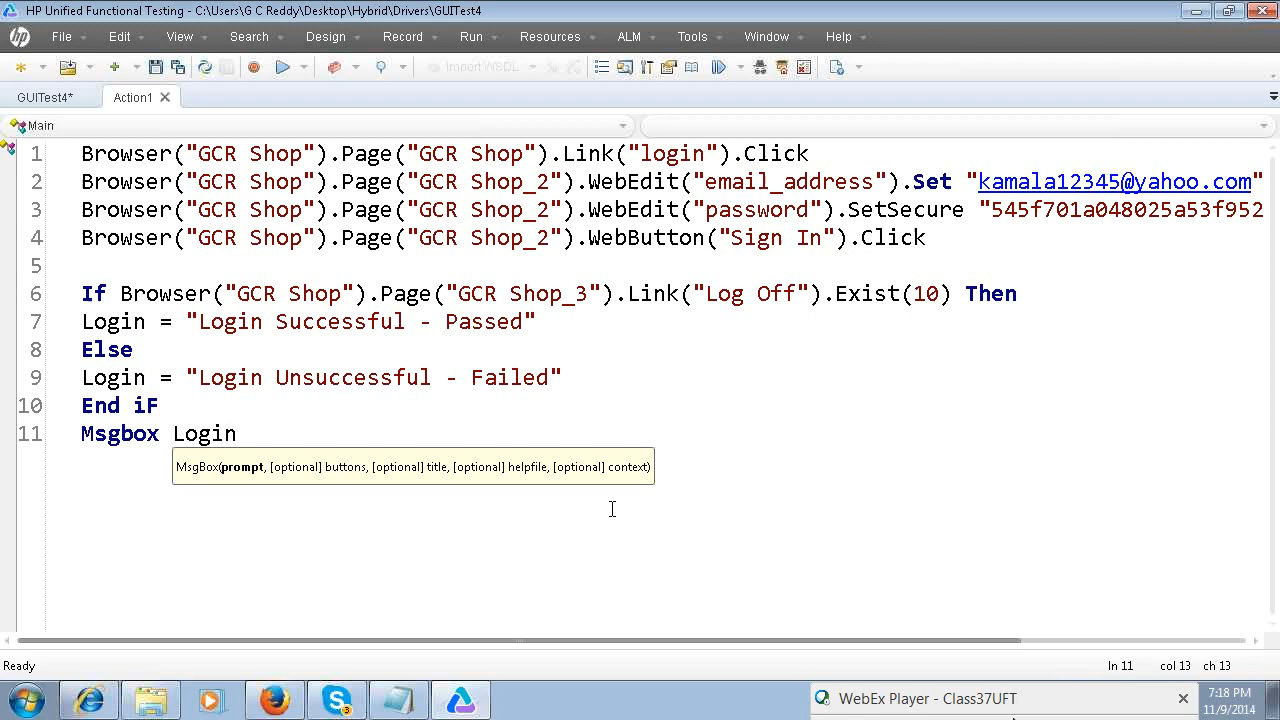 HP Unified Functional Testing - C:\Users\G C Reddy\Desktop\Hybrid\Drivers\GUITest4
hp File Edit View Search Design Record Run Resources ALM Tools Window Help
Import WSDL
GUITest4* Action1
Main
1 Browser("GCR Shop").Page("GCR Shop").Link("login").Click
2 Browser("GCR Shop").Page("GCR Shop_2").WebEdit("email_address").Set "kamala12345@yahoo.com"
3 Browser("GCR Shop").Page("GCR Shop_2").WebEdit("password").SetSecure "545f701a048025a53f952
4 Browser("GCR Shop").Page("GCR Shop_2").WebButton("Sign In").Click
5
6 If Browser("GCR Shop").Page("GCR Shop_3").Link("Log Off").Exist(10) Then
7 Login = "Login Successful - Passed"
8 Else
9 Login = "Login Unsuccessful - Failed"
10 End iF
11 Msgbox Login
MsgBox(prompt, [optional] buttons, [optional] title, [optional] helpfile, [optional] context)
Ready ln 11 col 13 ch 13
WebEx Player - Class37UFT
7:18 PM
11/9/2014